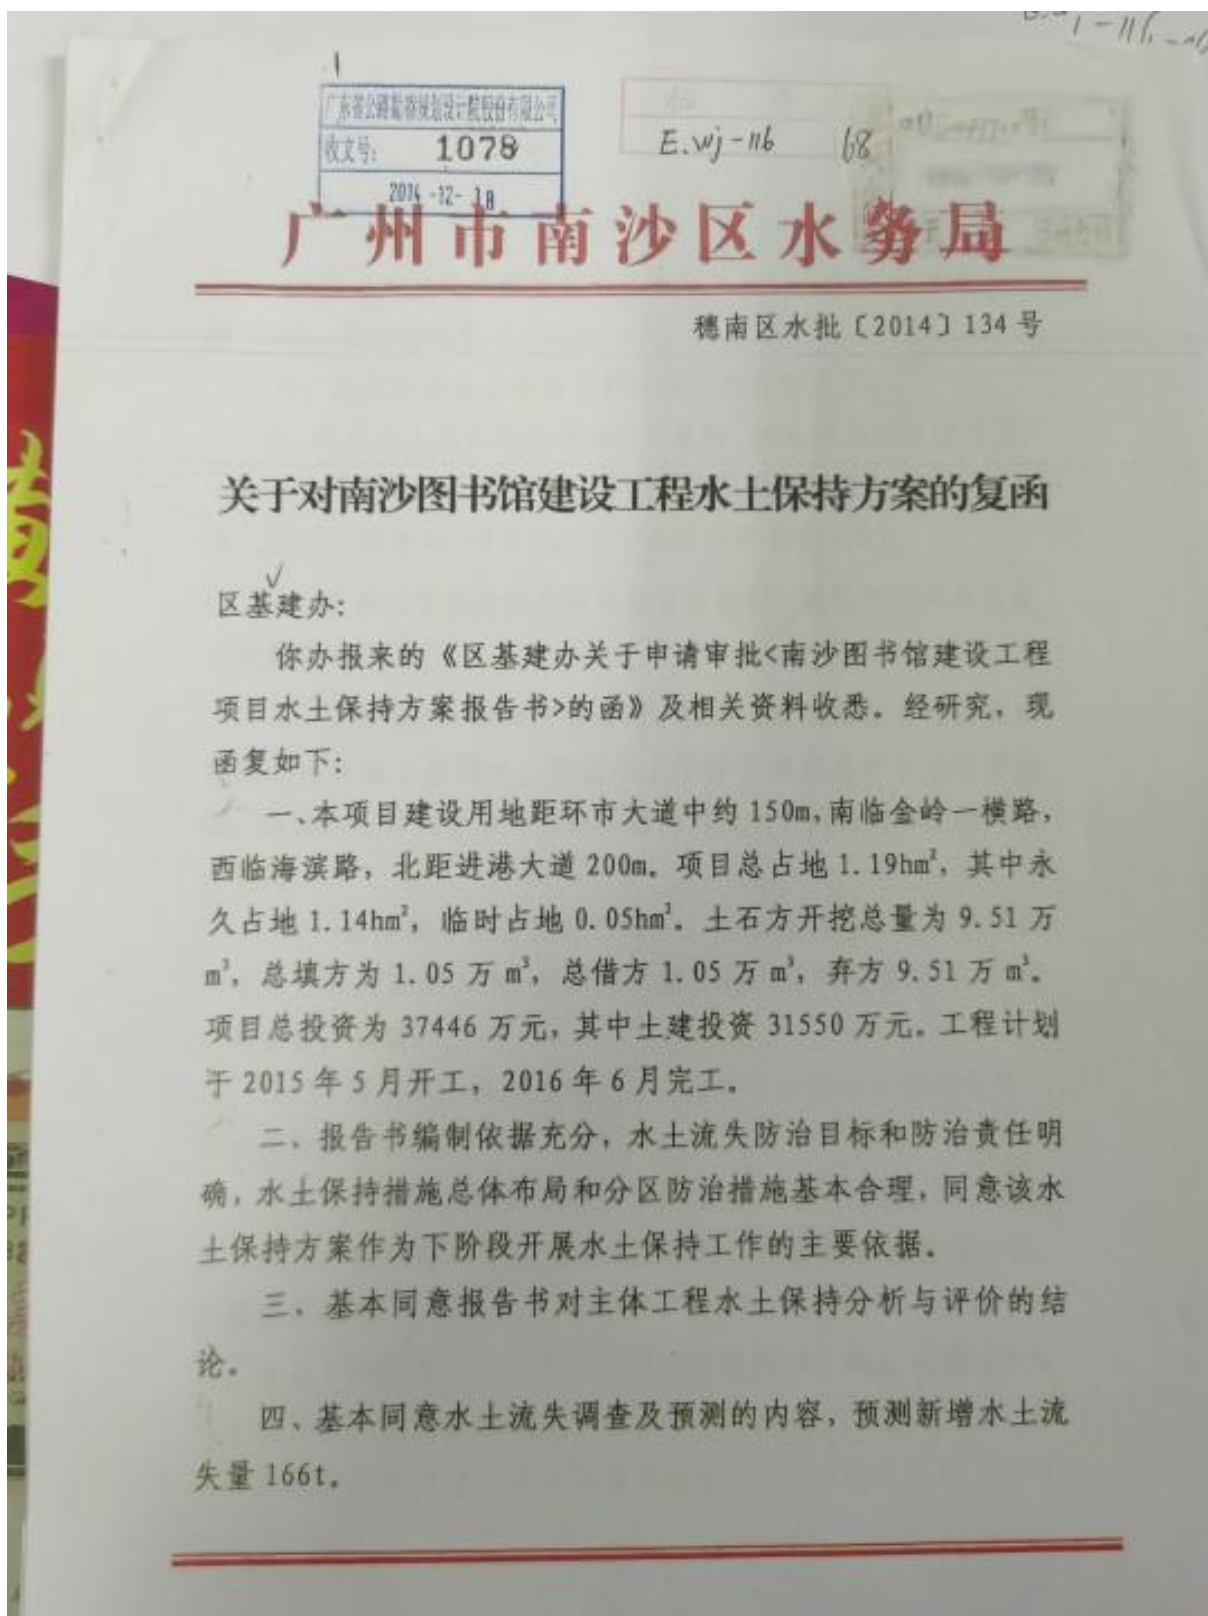 广东省公路勘察规划设计院股份有限公司
收文号: 1078
2014-12-18
E.wj-116 68
广州市南沙区水务局
穗南区水批〔2014〕134号
关于对南沙图书馆建设工程水土保持方案的复函
区基建办:
你办报来的《区基建办关于申请审批<南沙图书馆建设工程
项目水土保持方案报告书>的函》及相关资料收悉。经研究，现
函复如下:
一、本项目建设用地距环市大道中约150m,南临金岭一横路，
西临海滨路，北距进港大道200m。项目总占地1.19hm²，其中永
久占地1.14hm²，临时占地0.05hm²。土石方开挖总量为9.51万
m³，总填方为1.05万m³，总借方1.05万m³，弃方9.51万m³。
项目总投资为37446万元，其中土建投资31550万元。工程计划
于2015年5月开工，2016年6月完工。
二、报告书编制依据充分，水土流失防治目标和防治责任明
确，水土保持措施总体布局和分区防治措施基本合理，同意该水
土保持方案作为下阶段开展水土保持工作的主要依据。
三、基本同意报告书对主体工程水土保持分析与评价的结
论。
四、基本同意水土流失调查及预测的内容，预测新增水土流
失量166t。